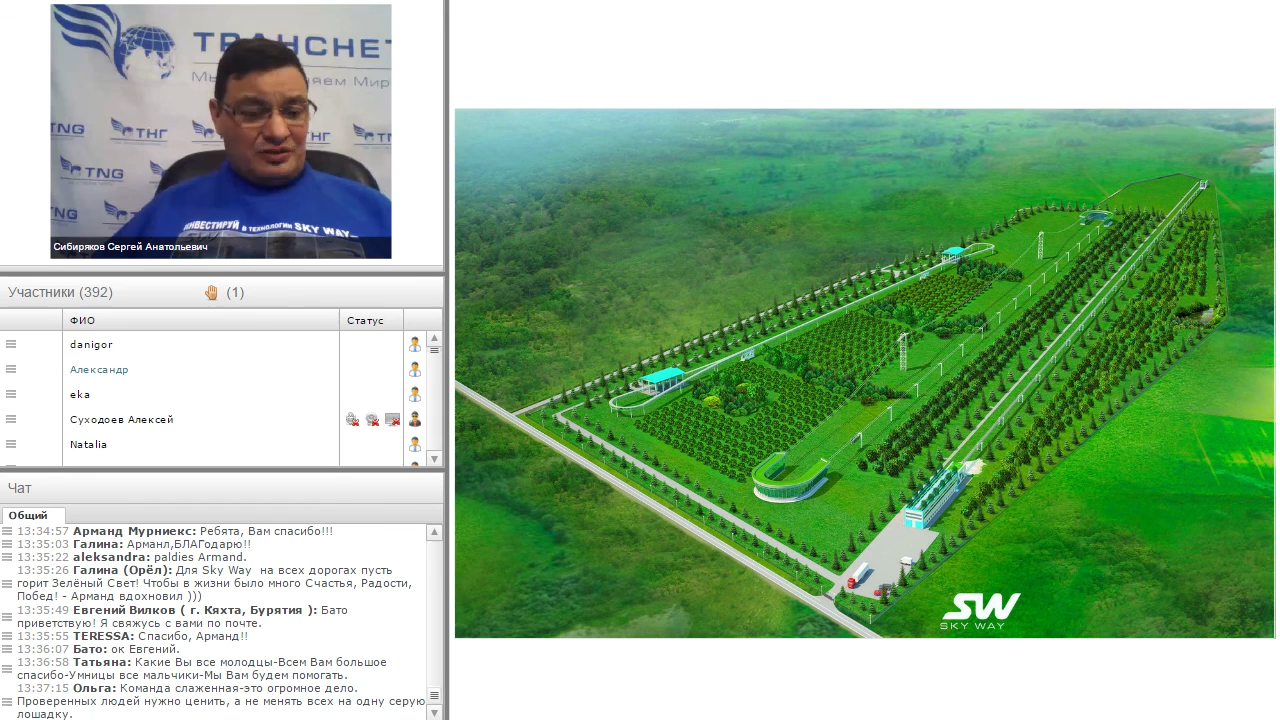 ТРАНСНЕТ
Мы яем Мир
TNG
ТНГ
TNG
ТНГ
TNG
TNG
ИНВЕСТИРУЙ В ТЕХНОЛОГИИ SKY WAY
Сибиряков Сергей Анатольевич
Участники (392) (1)
ФИО Статус
danigor
Александр
eka
Суходоев Алексей
Natalia
Чат
Общий
13:34:57 Арманд Мурниекс: Ребята, Вам спасибо!!!
13:35:03 Галина: Арманл,БЛАГодарю!!
13:35:22 aleksandra: paldies Armand.
13:35:26 Галина (Орёл): Для Sky Way на всех дорогах пусть
горит Зелёный Свет! Чтобы в жизни было много Счастья, Радости,
Побед! - Арманд вдохновил )))
13:35:49 Евгений Вилков ( г. Кяхта, Бурятия ): Бато
приветствую! Я свяжусь с вами по почте.
13:35:55 TERESSA: Спасибо, Арманд!!
13:36:07 Бато: ок Евгений.
13:36:58 Татьяна: Какие Вы все молодцы-Всем Вам большое
спасибо-Умницы все мальчики-Мы Вам будем помогать.
13:37:15 Ольга: Команда слаженная-это огромное дело.
Проверенных людей нужно ценить, а не менять всех на одну серую
лошадку.
SW
SKY WAY